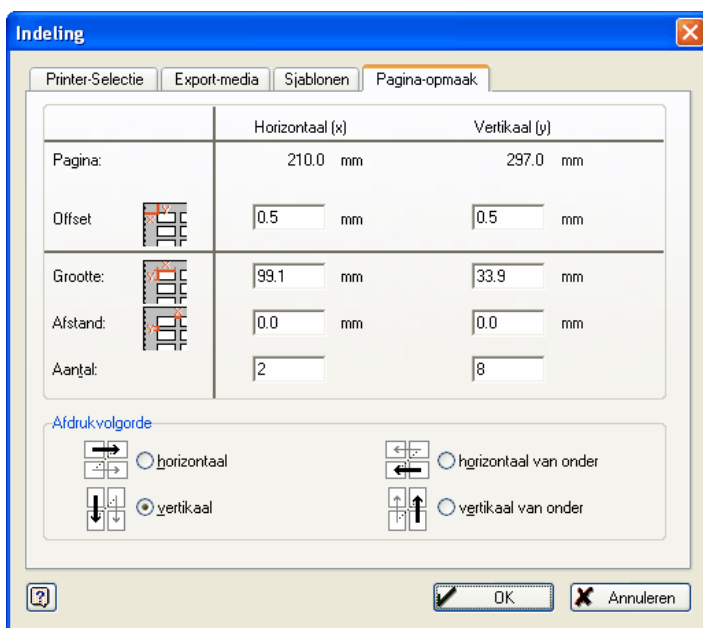 Indeling
Printer-Selectie Export-media Sjablonen Pagina-opmaak
Horizontaal (x) Vertikaal (y)
Pagina: 210.0 mm 297.0 mm
Offset 0.5 mm 0.5 mm
Grootte: 99.1 mm 33.9 mm
Afstand: 0.0 mm 0.0 mm
Aantal: 2 8
Afdrukvolgorde
horizontaal horizontaal van onder
vertikaal vertikaal van onder
OK Annuleren